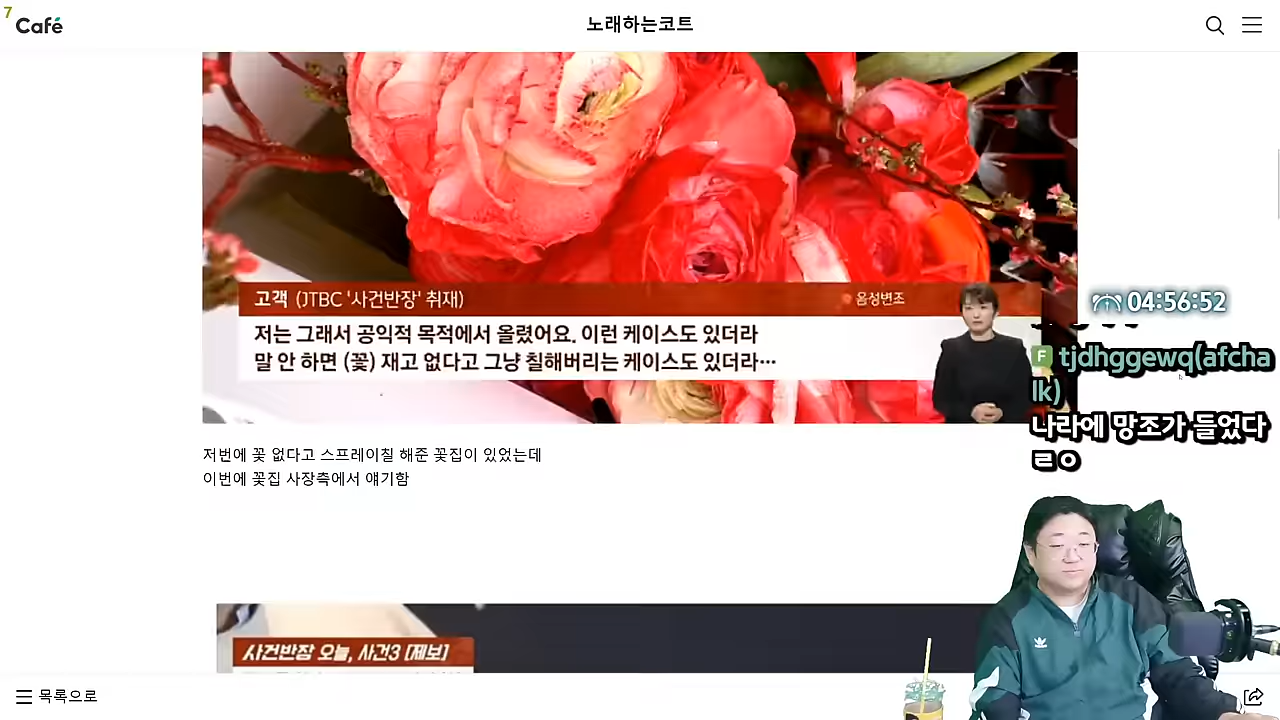 7
Café
노래하는코트
고객 (JTBC '사건반장' 취재)
음성변조
저는 그래서 공익적 목적에서 올렸어요. 이런 케이스도 있더라
말 안 하면 (꽃) 재고 없다고 그냥 칠해버리는 케이스도 있더라…
04:56:52
F tjdhggewq(afcha
lk)
나라에 망조가 들었다
ㄹㅇ
저번에 꽃 없다고 스프레이칠 해준 꽃집이 있었는데
이번에 꽃집 사장측에서 얘기함
사건반장 오늘, 사건3 [제보]
목록으로